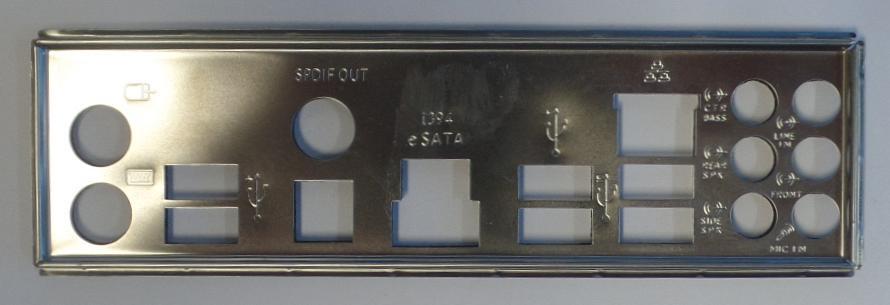 SPDIF OUT
1394
eSATA
CTR
BASS
LINE
IN
REAR
SPK
FRONT
SIDE
SPK
MIC IN